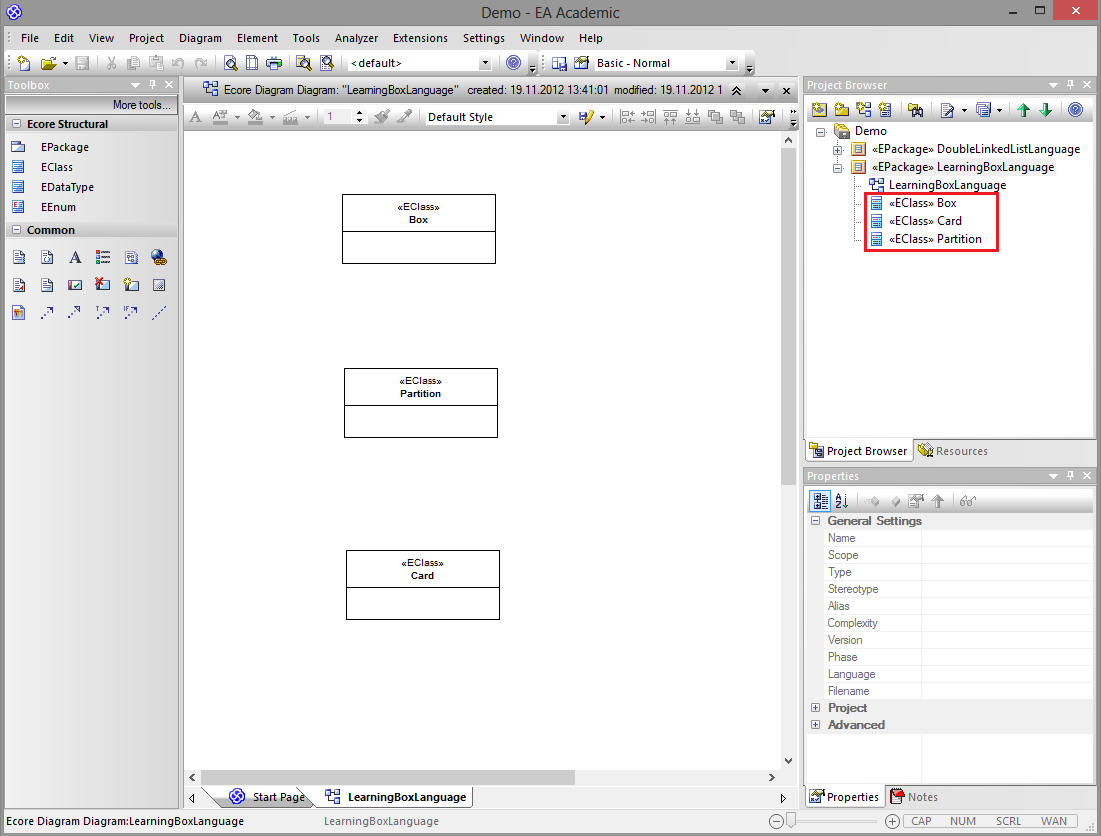 Demo - EA Academic
File Edit View Project Diagram Element Tools Analyzer Extensions Settings Window Help
<default>
Basic - Normal
Toolbox
More tools...
Ecore Structural
EPackage
EClass
EDataType
EEnum
Common
Ecore Diagram Diagram: "LearningBoxLanguage" created: 19.11.2012 13:41:01 modified: 19.11.2012 1
1
Default Style
«EClass»
Box
«EClass»
Partition
«EClass»
Card
Start Page
LearningBoxLanguage
Project Browser
Demo
«EPackage» DoubleLinkedListLanguage
«EPackage» LearningBoxLanguage
LearningBoxLanguage
«EClass» Box
«EClass» Card
«EClass» Partition
Project Browser
Resources
Properties
General Settings
Name
Scope
Type
Stereotype
Alias
Complexity
Version
Phase
Language
Filename
Project
Advanced
Properties
Notes
Ecore Diagram Diagram:LearningBoxLanguage
LearningBoxLanguage
CAP NUM SCRL WAN